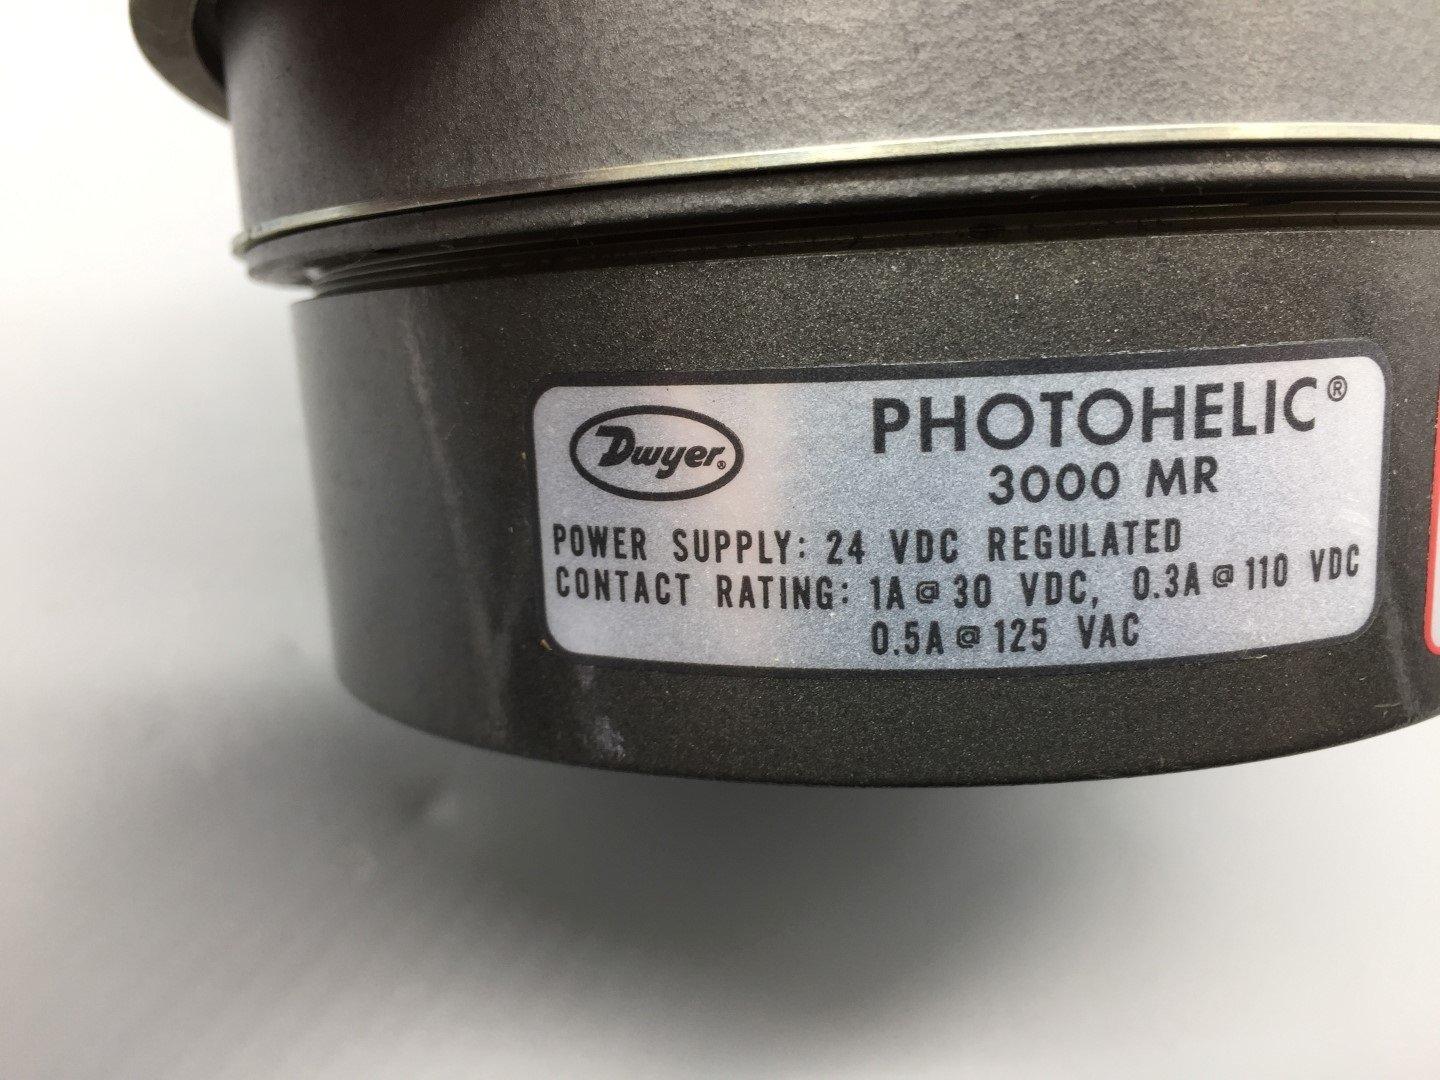 Dwyer®
PHOTOHELIC®
3000 MR
POWER SUPPLY: 24 VDC REGULATED
CONTACT RATING: 1A @ 30 VDC, 0.3A @ 110 VDC
0.5A @ 125 VAC